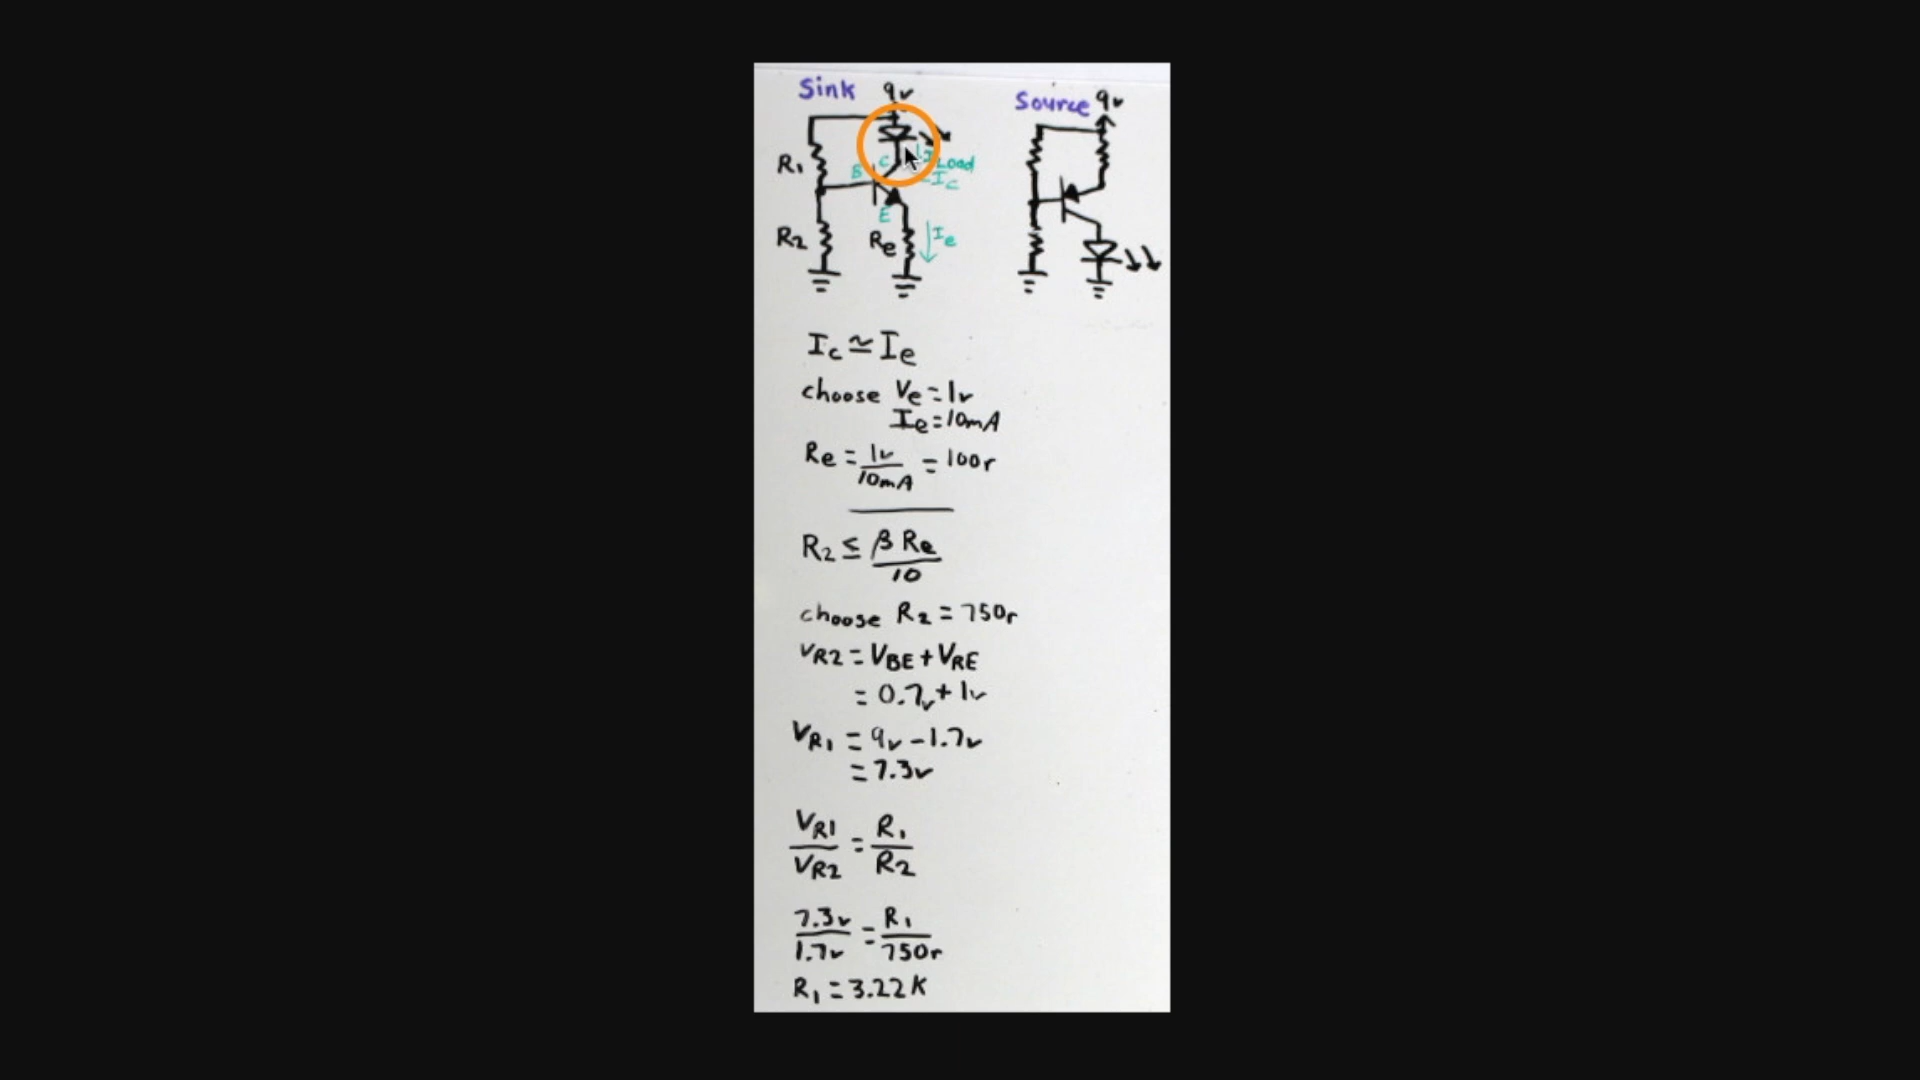 Sink
9v
Source 9v
R1
B
C
ILoad
=Ic
E
R2
Re
Ie
Ic ≃ Ie
choose Ve = 1v
Ie = 10mA
Re = 1v/10mA = 100r
R2 ≤ β Re/10
choose R2 = 750r
VR2 = VBE + VRE
= 0.7v + 1v
VR1 = 9v - 1.7v
= 7.3v
VR1/VR2 = R1/R2
7.3v/1.7v = R1/750r
R1 = 3.22K